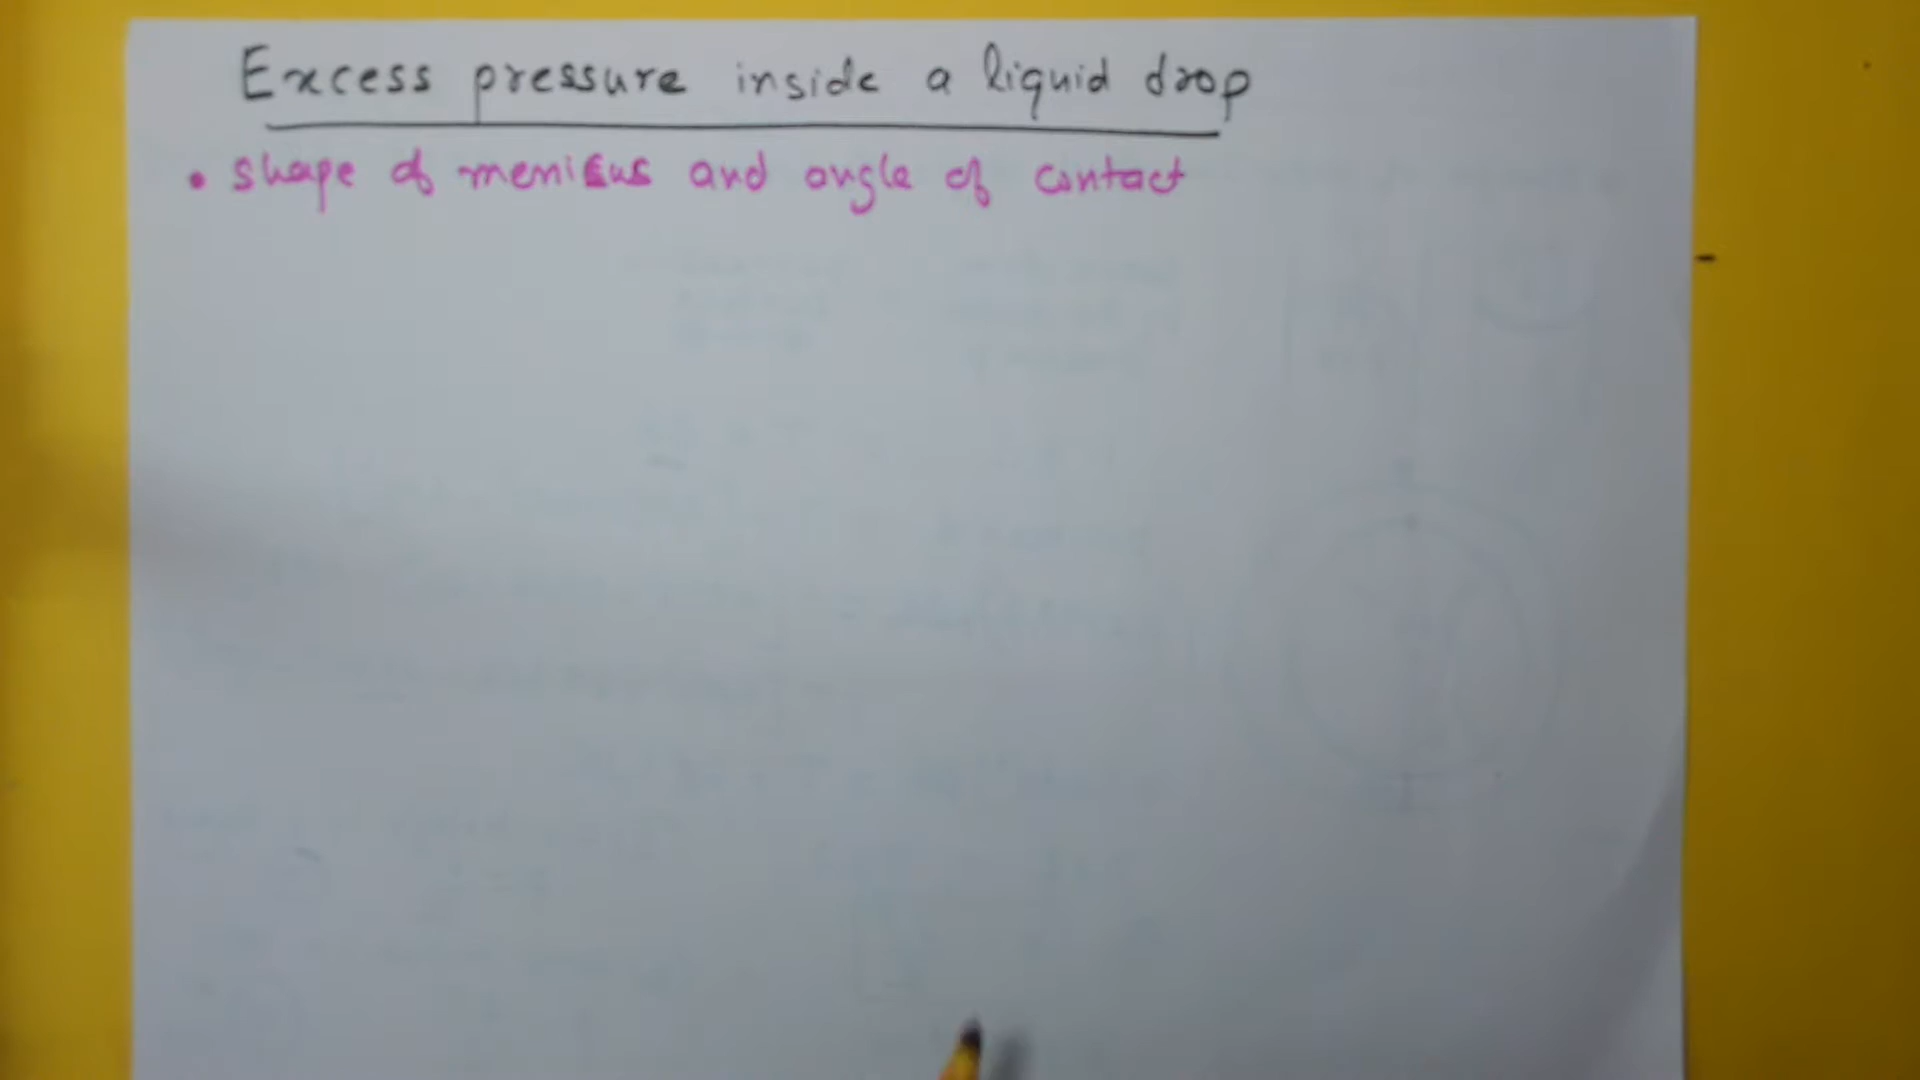 Excess pressure inside a liquid drop
• shape of meniscus and angle of contact